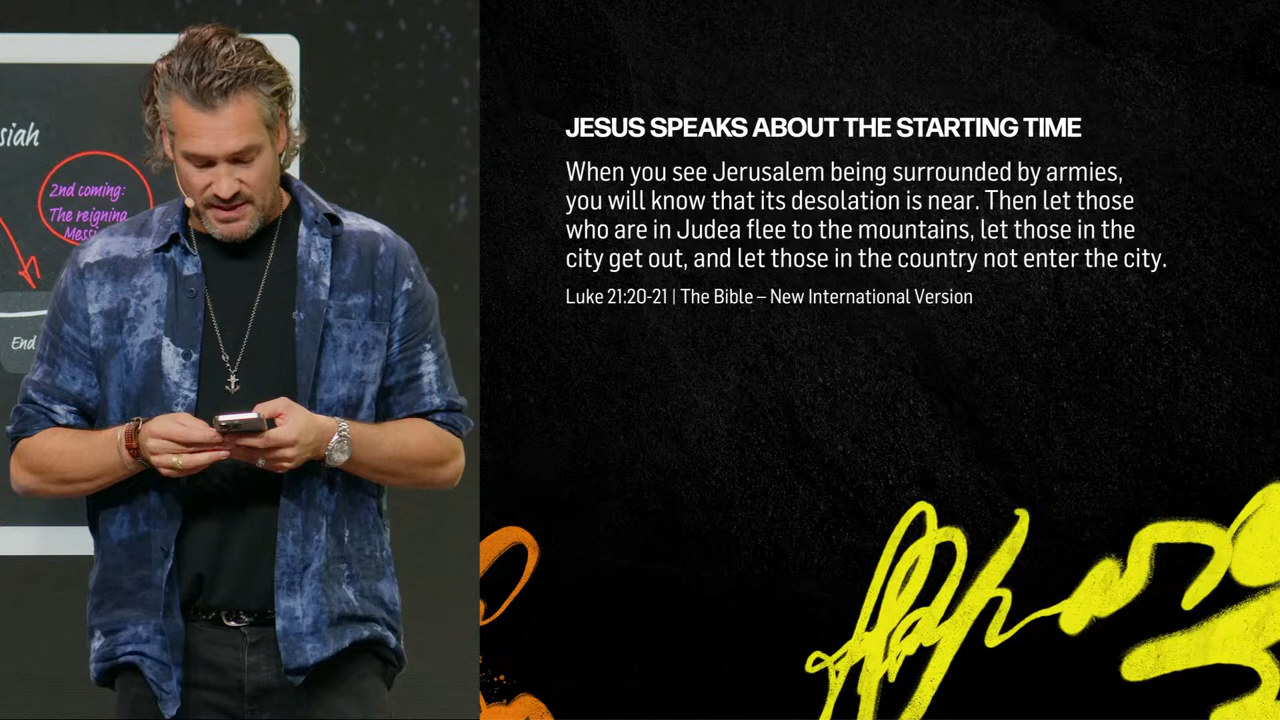 siah
2nd coming:
The reigning
End
JESUS SPEAKS ABOUT THE STARTING TIME
When you see Jerusalem being surrounded by armies,
you will know that its desolation is near. Then let those
who are in Judea flee to the mountains, let those in the
city get out, and let those in the country not enter the city.
Luke 21:20-21 | The Bible – New International Version